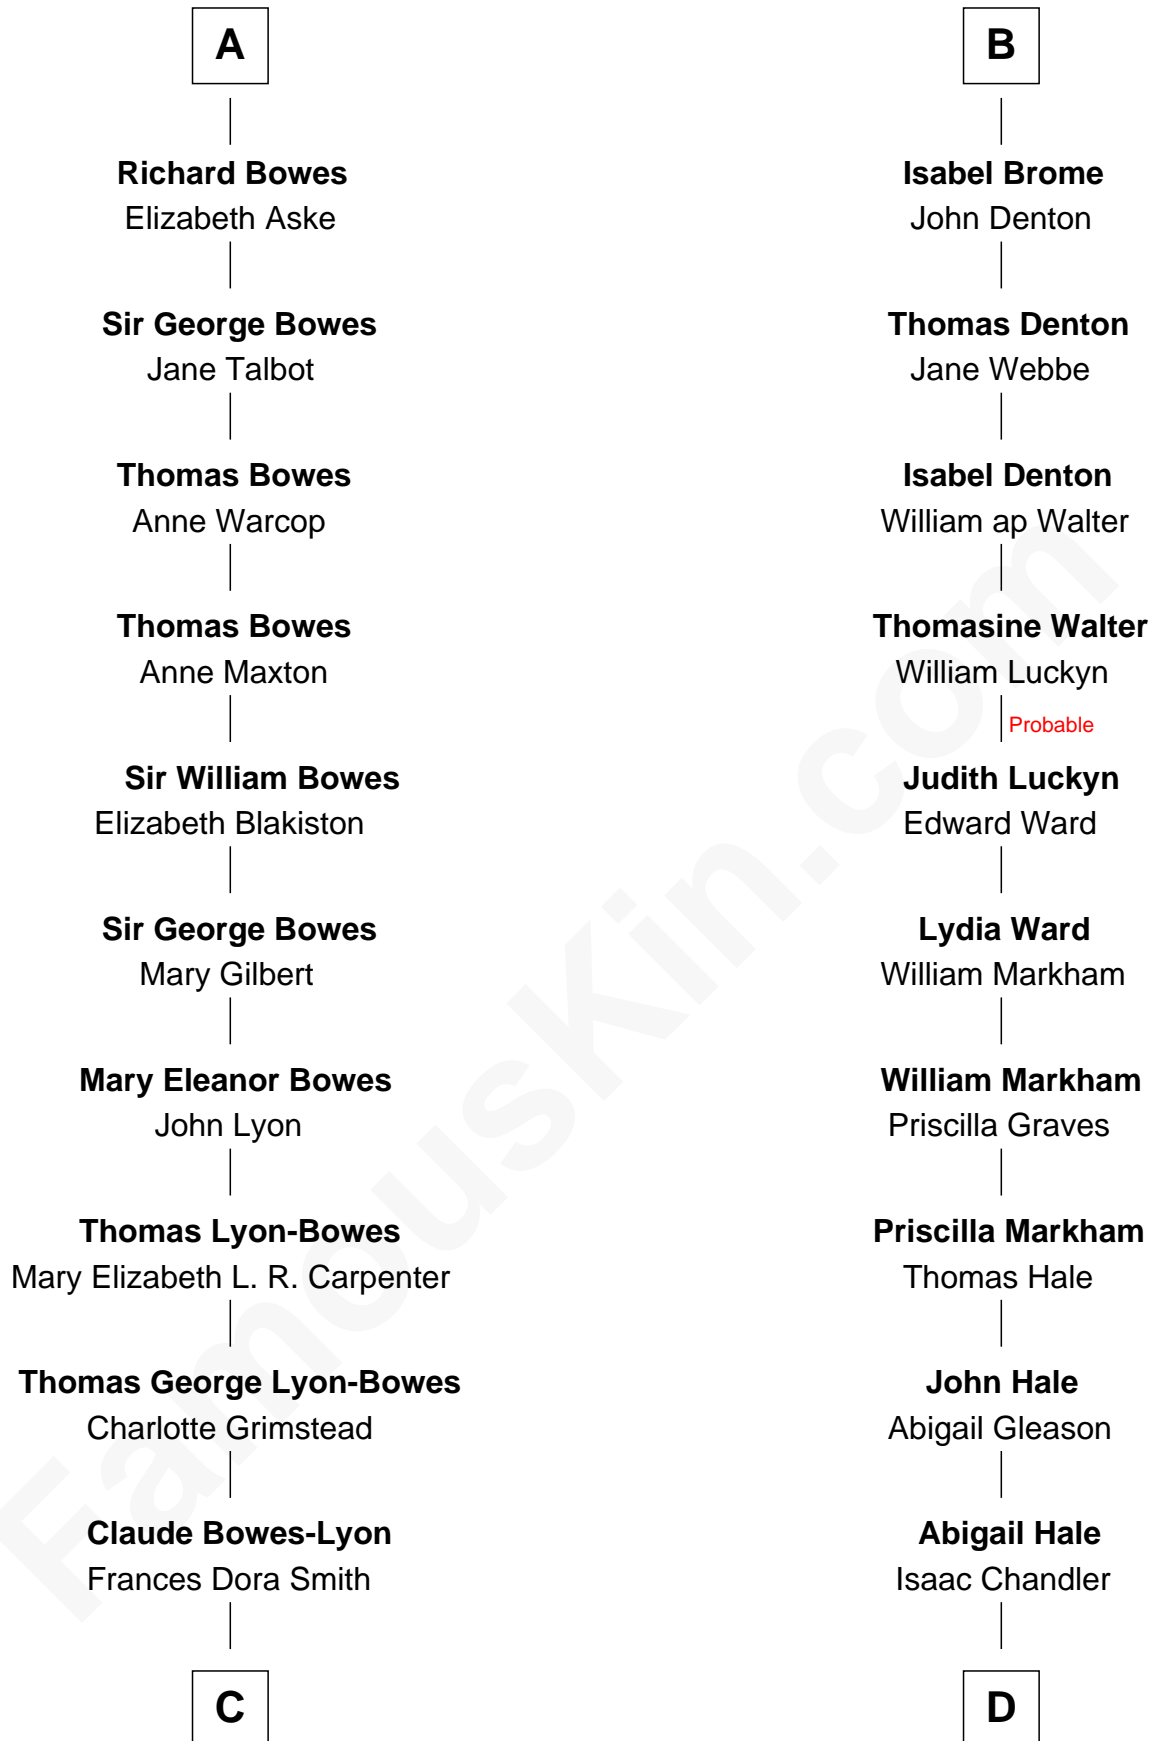 A
Richard Bowes
Elizabeth Aske
Sir George Bowes
Jane Talbot
Thomas Bowes
Anne Warcop
Thomas Bowes
Anne Maxton
Sir William Bowes
Elizabeth Blakiston
Sir George Bowes
Mary Gilbert
Mary Eleanor Bowes
John Lyon
Thomas Lyon-Bowes
Mary Elizabeth L. R. Carpenter
Thomas George Lyon-Bowes
Charlotte Grimstead
Claude Bowes-Lyon
Frances Dora Smith
C
B
Isabel Brome
John Denton
Thomas Denton
Jane Webbe
Isabel Denton
William ap Walter
Thomasine Walter
William Luckyn
Probable
Judith Luckyn
Edward Ward
Lydia Ward
William Markham
William Markham
Priscilla Graves
Priscilla Markham
Thomas Hale
John Hale
Abigail Gleason
Abigail Hale
Isaac Chandler
D
FamousKin.com